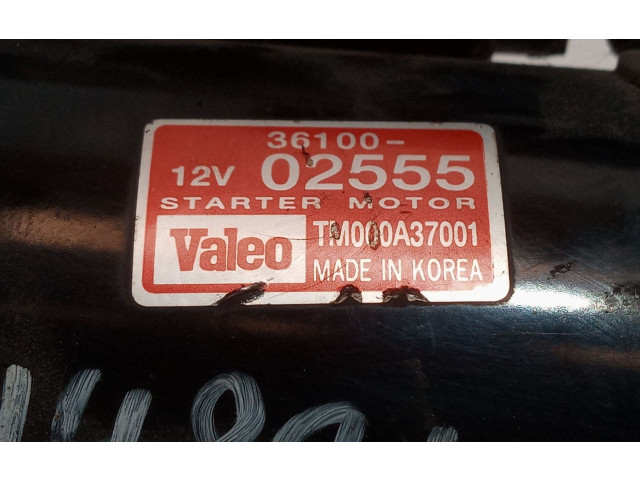 36100-
12V 02555
STARTER MOTOR
Valeo TM000A37001
MADE IN KOREA